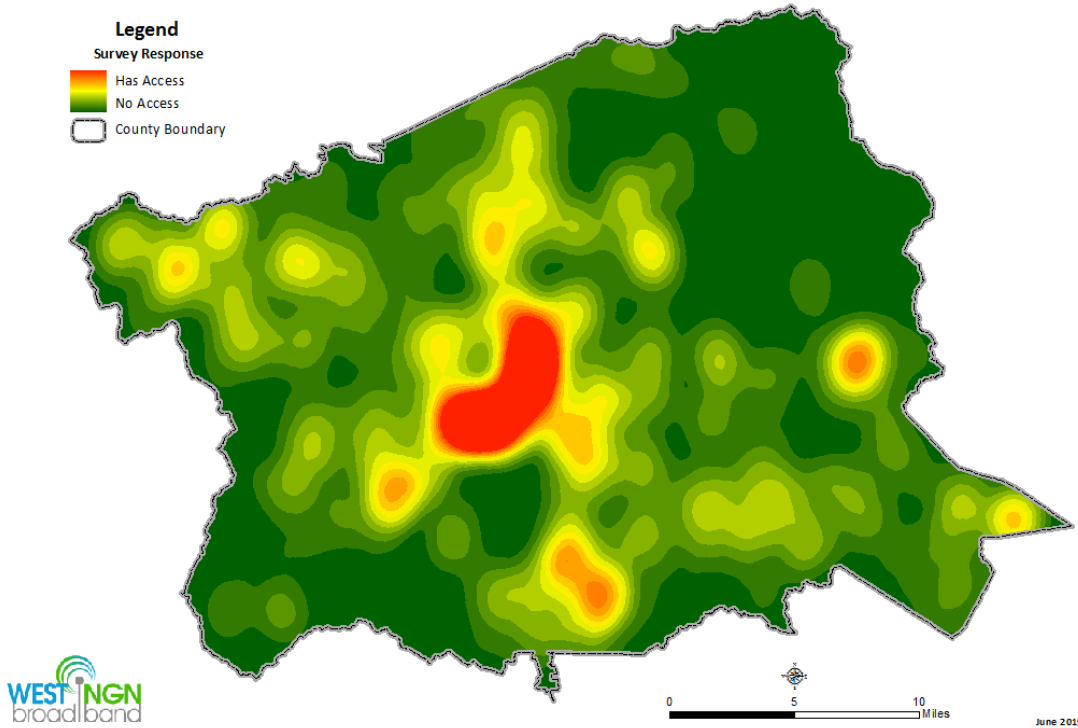 Legend
Survey Response
Has Access
No Access
County Boundary
WEST NGN
broadband
0 5 10
Miles